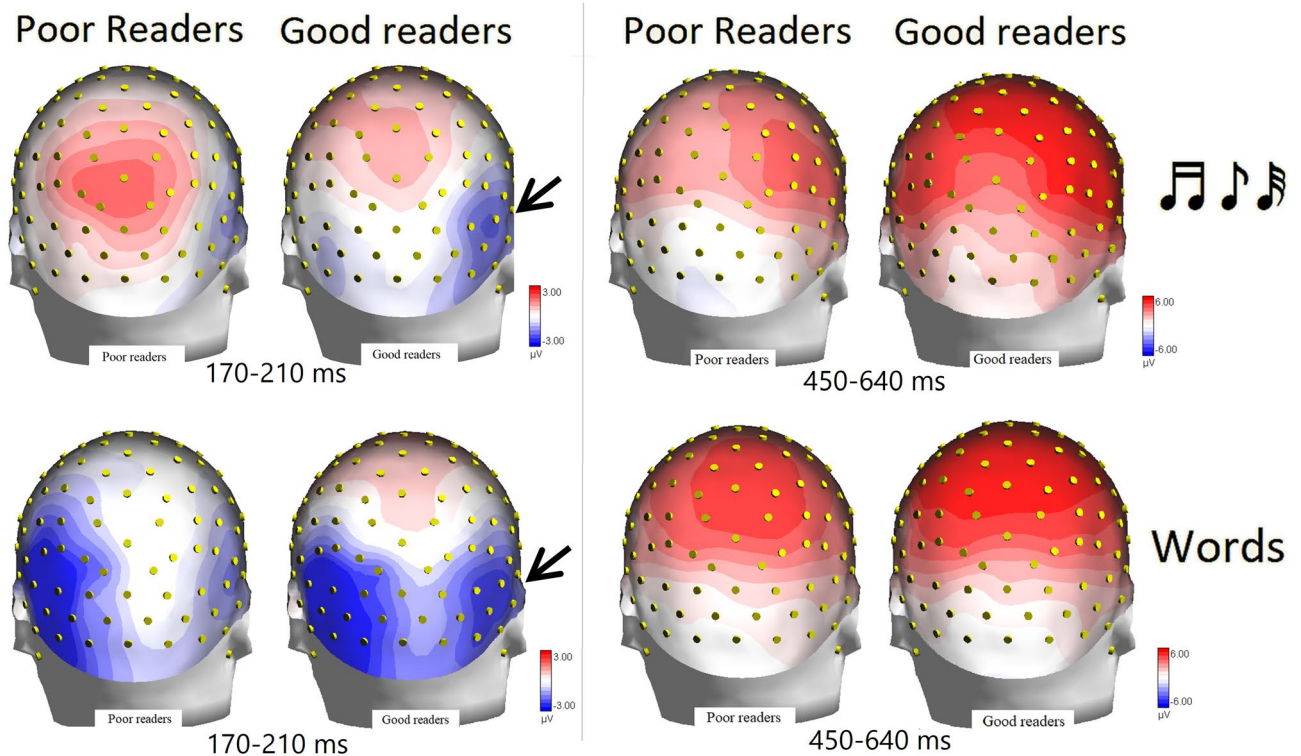 Poor Readers
Good readers
Poor Readers
Good readers
3.00
-3.00
µV
6.00
-6.00
µV
Poor readers
Good readers
Poor readers
Good readers
170-210 ms
450-640 ms
Words
3.00
-3.00
µV
6.00
-6.00
µV
Poor readers
Good readers
Poor readers
Good readers
170-210 ms
450-640 ms